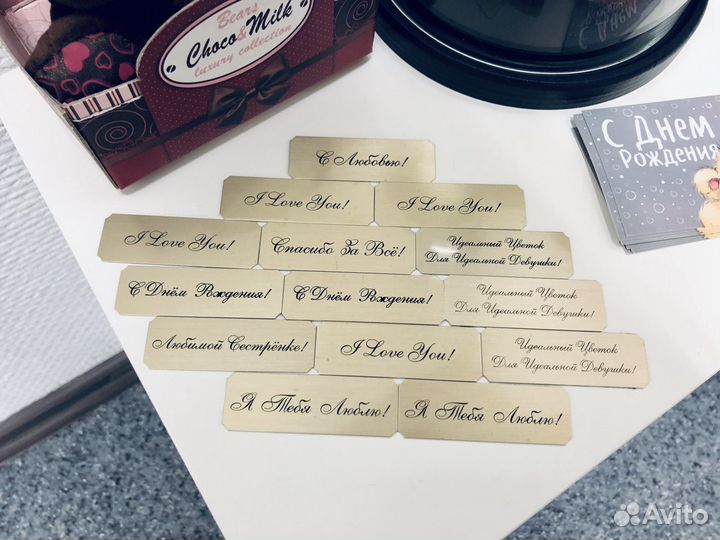 Bears
Choco&Milk
luxury collection
С Днем
Рождения
С Любовью!
I Love You!
I Love You!
I Love You!
Спасибо За Всё!
Идеальный Цветок
Для Идеальной Девушки!
С Днём Рождения!
С Днём Рождения!
Идеальный Цветок
Для Идеальной Девушки!
Любимой Сестрёнке!
I Love You!
Идеальный Цветок
Для Идеальной Девушки!
Я Тебя Люблю!
Я Тебя Люблю!
Avito